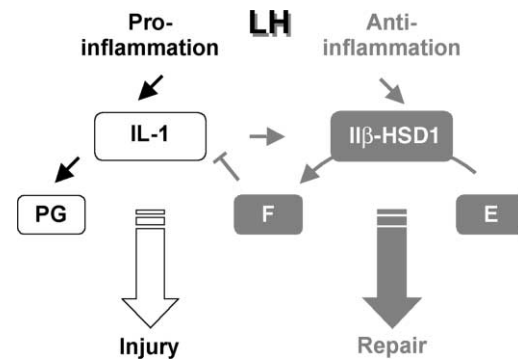 Pro-
inflammation
LH
Anti-
inflammation
IL-1
IIβ-HSD1
PG
F
E
Injury
Repair